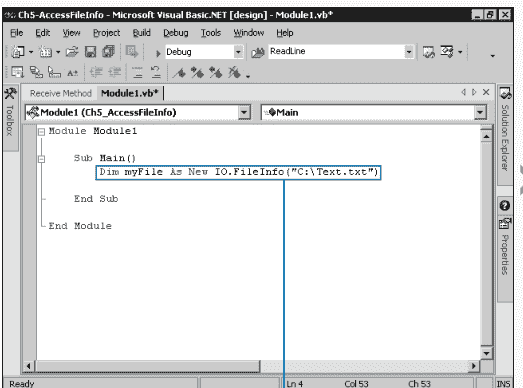 Ch5-AccessFileInfo - Microsoft Visual Basic.NET [design] - Module1.vb*
File Edit View Project Build Debug Tools Window Help
Debug ReadLine
Receive Method Module1.vb*
Module1 (Ch5_AccessFileInfo) Main
Toolbox
Solution Explorer
Properties
Module Module1
Sub Main()
Dim myFile As New IO.FileInfo("C:\Text.txt")
End Sub
End Module
Ready Ln 4 Col 53 Ch 53 INS